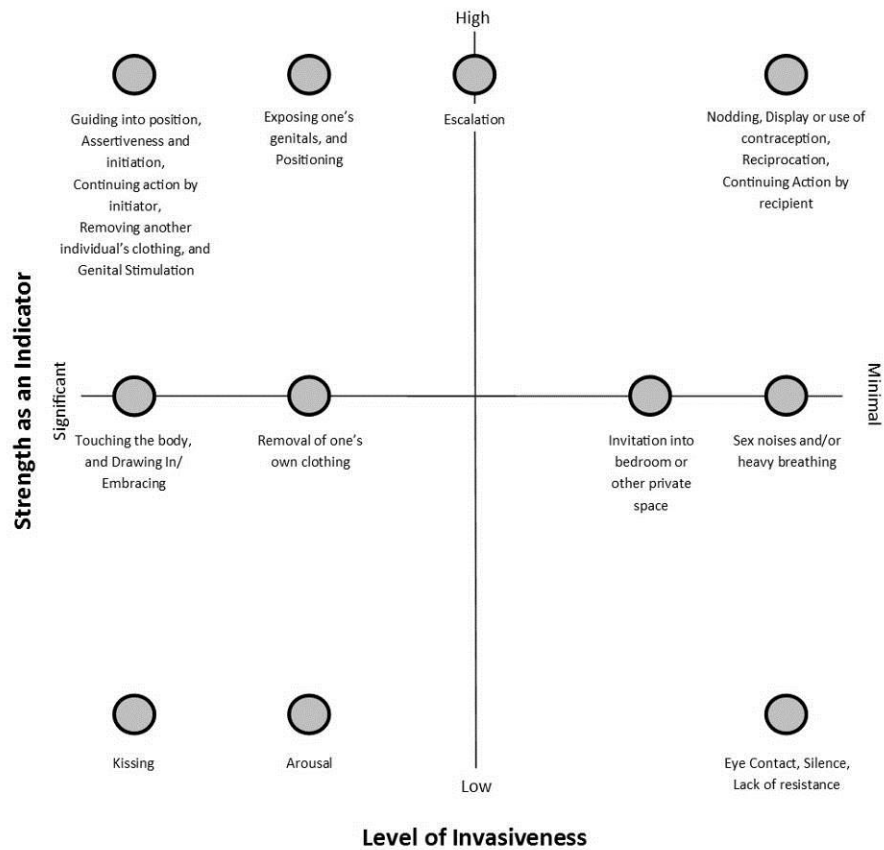 High
Guiding into position,
Assertiveness and
initiation,
Continuing action by
initiator,
Removing another
individual's clothing, and
Genital Stimulation
Exposing one's
genitals, and
Positioning
Escalation
Nodding, Display or use of
contraception,
Reciprocation,
Continuing Action by
recipient
Strength as an Indicator
Significant
Minimal
Touching the body,
and Drawing In/
Embracing
Removal of one's
own clothing
Invitation into
bedroom or
other private
space
Sex noises and/or
heavy breathing
Kissing
Arousal
Low
Eye Contact, Silence,
Lack of resistance
Level of Invasiveness